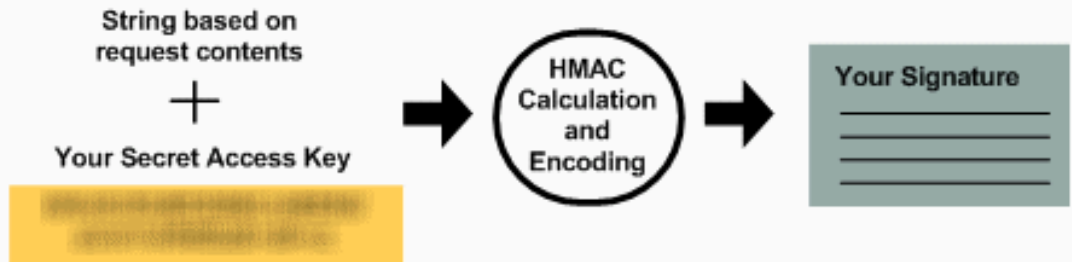 String based on
request contents
+
Your Secret Access Key
HMAC
Calculation
and
Encoding
Your Signature